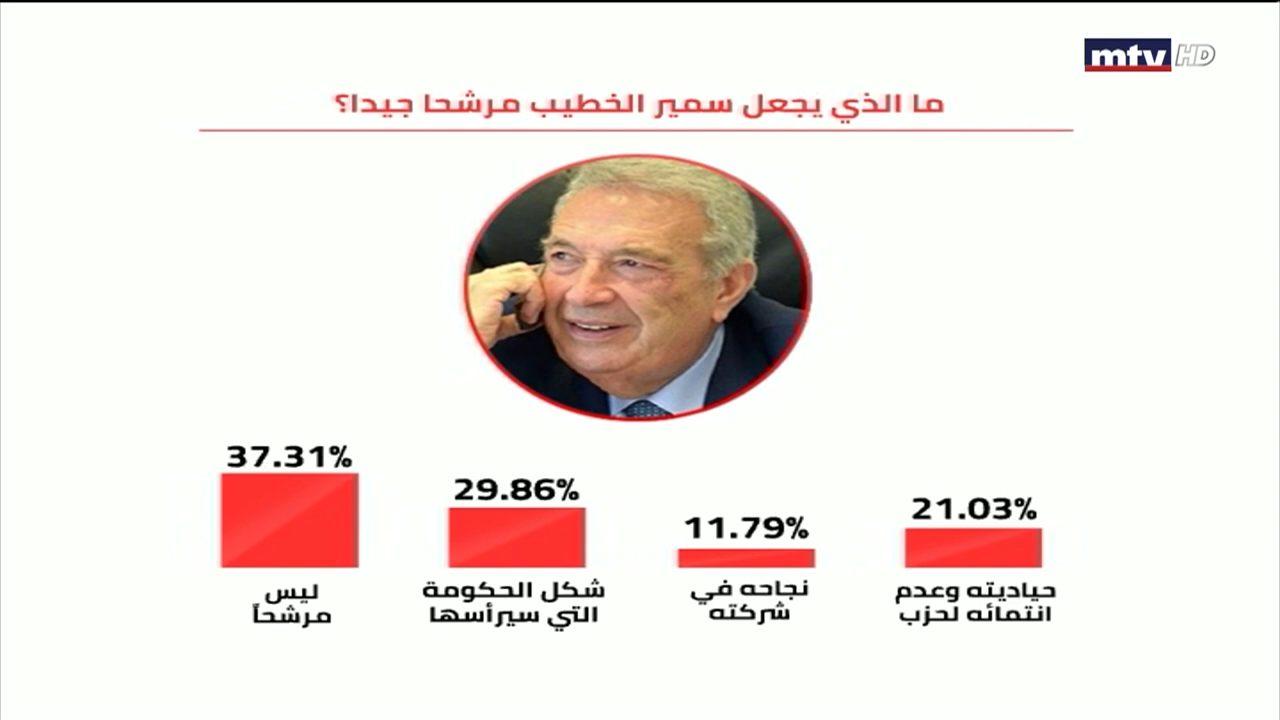 mtv HD
ما الذي يجعل سمير الخطيب مرشحا جيدا؟
21.03%
حياديته وعدم
انتمائه لحزب
11.79%
نجاحه في
شركته
29.86%
شكل الحكومة
التي سيرأسها
37.31%
ليس
مرشحاً